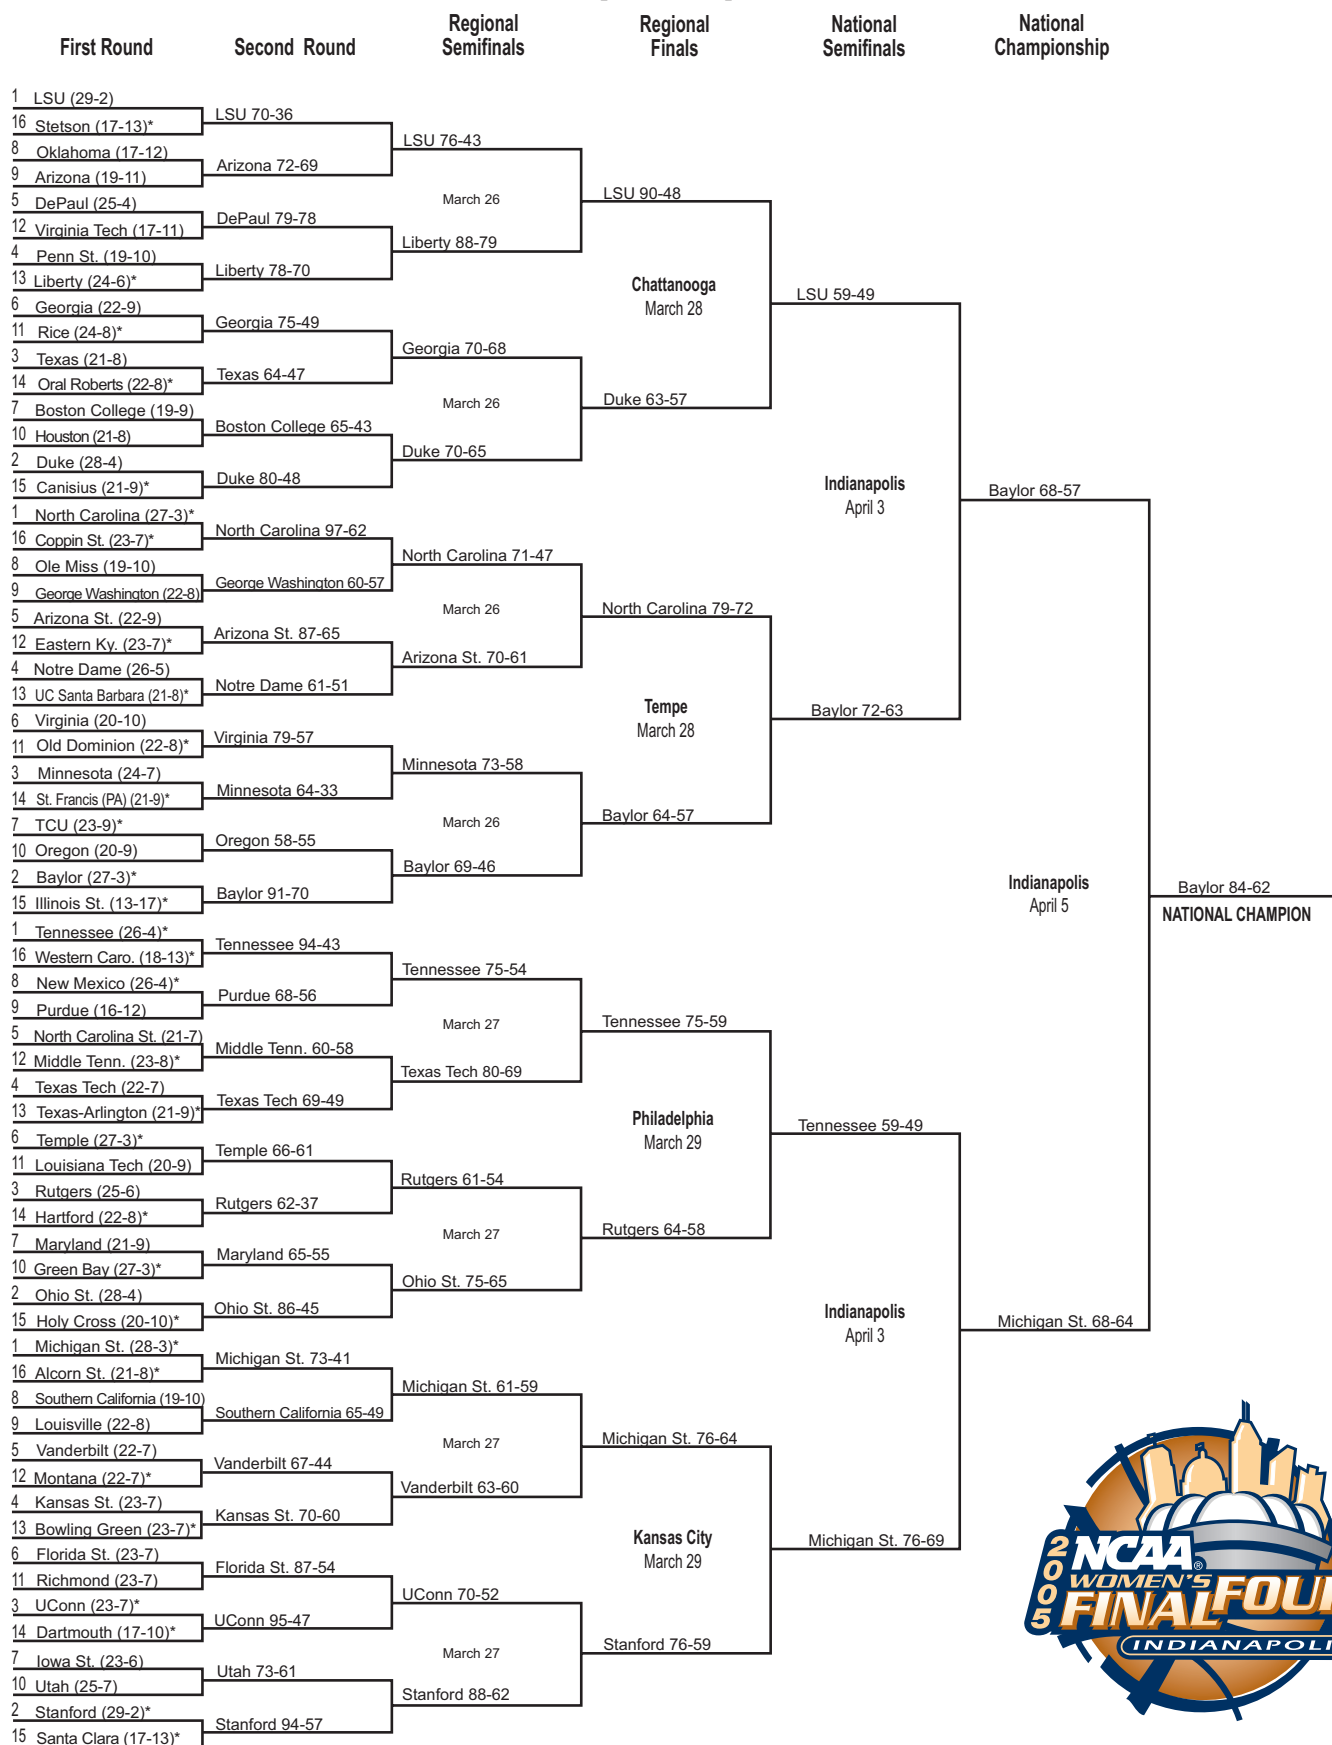 First Round
Second Round
Regional
Semifinals
Regional
Finals
National
Semifinals
National
Championship
1 LSU (29-2)
16 Stetson (17-13)*
8 Oklahoma (17-12)
9 Arizona (19-11)
5 DePaul (25-4)
12 Virginia Tech (17-11)
4 Penn St. (19-10)
13 Liberty (24-6)*
6 Georgia (22-9)
11 Rice (24-8)*
3 Texas (21-8)
14 Oral Roberts (22-8)*
7 Boston College (19-9)
10 Houston (21-8)
2 Duke (28-4)
15 Canisius (21-9)*
1 North Carolina (27-3)*
16 Coppin St. (23-7)*
8 Ole Miss (19-10)
9 George Washington (22-8)
5 Arizona St. (22-9)
12 Eastern Ky. (23-7)*
4 Notre Dame (26-5)
13 UC Santa Barbara (21-8)*
6 Virginia (20-10)
11 Old Dominion (22-8)*
3 Minnesota (24-7)
14 St. Francis (PA) (21-9)*
7 TCU (23-9)*
10 Oregon (20-9)
2 Baylor (27-3)*
15 Illinois St. (13-17)*
1 Tennessee (26-4)*
16 Western Caro. (18-13)*
8 New Mexico (26-4)*
9 Purdue (16-12)
5 North Carolina St. (21-7)
12 Middle Tenn. (23-8)*
4 Texas Tech (22-7)
13 Texas-Arlington (21-9)*
6 Temple (27-3)*
11 Louisiana Tech (20-9)
3 Rutgers (25-6)
14 Hartford (22-8)*
7 Maryland (21-9)
10 Green Bay (27-3)*
2 Ohio St. (28-4)
15 Holy Cross (20-10)*
1 Michigan St. (28-3)*
16 Alcorn St. (21-8)*
8 Southern California (19-10)
9 Louisville (22-8)
5 Vanderbilt (22-7)
12 Montana (22-7)*
4 Kansas St. (23-7)
13 Bowling Green (23-7)*
6 Florida St. (23-7)
11 Richmond (23-7)
3 UConn (23-7)*
14 Dartmouth (17-10)*
7 Iowa St. (23-6)
10 Utah (25-7)
2 Stanford (29-2)*
15 Santa Clara (17-13)*
LSU 70-36
Arizona 72-69
DePaul 79-78
Liberty 78-70
Georgia 75-49
Texas 64-47
Boston College 65-43
Duke 80-48
North Carolina 97-62
George Washington 60-57
Arizona St. 87-65
Notre Dame 61-51
Virginia 79-57
Minnesota 64-33
Oregon 58-55
Baylor 91-70
Tennessee 94-43
Purdue 68-56
Middle Tenn. 60-58
Texas Tech 69-49
Temple 66-61
Rutgers 62-37
Maryland 65-55
Ohio St. 86-45
Michigan St. 73-41
Southern California 65-49
Vanderbilt 67-44
Kansas St. 70-60
Florida St. 87-54
UConn 95-47
Utah 73-61
Stanford 94-57
LSU 76-43
March 26
Liberty 88-79
Georgia 70-68
March 26
Duke 70-65
North Carolina 71-47
March 26
Arizona St. 70-61
Minnesota 73-58
March 26
Baylor 69-46
Tennessee 75-54
March 27
Texas Tech 80-69
Rutgers 61-54
March 27
Ohio St. 75-65
Michigan St. 61-59
March 27
Vanderbilt 63-60
UConn 70-52
March 27
Stanford 88-62
LSU 90-48
Chattanooga
March 28
Duke 63-57
North Carolina 79-72
Tempe
March 28
Baylor 64-57
Tennessee 75-59
Philadelphia
March 29
Rutgers 64-58
Michigan St. 76-64
Kansas City
March 29
Stanford 76-59
LSU 59-49
Indianapolis
April 3
Baylor 72-63
Tennessee 59-49
Indianapolis
April 3
Michigan St. 76-69
Baylor 68-57
Indianapolis
April 5
Michigan St. 68-64
Baylor 84-62
NATIONAL CHAMPION
2005
NCAA
®
WOMEN'S
FINAL FOU
INDIANAPOLI